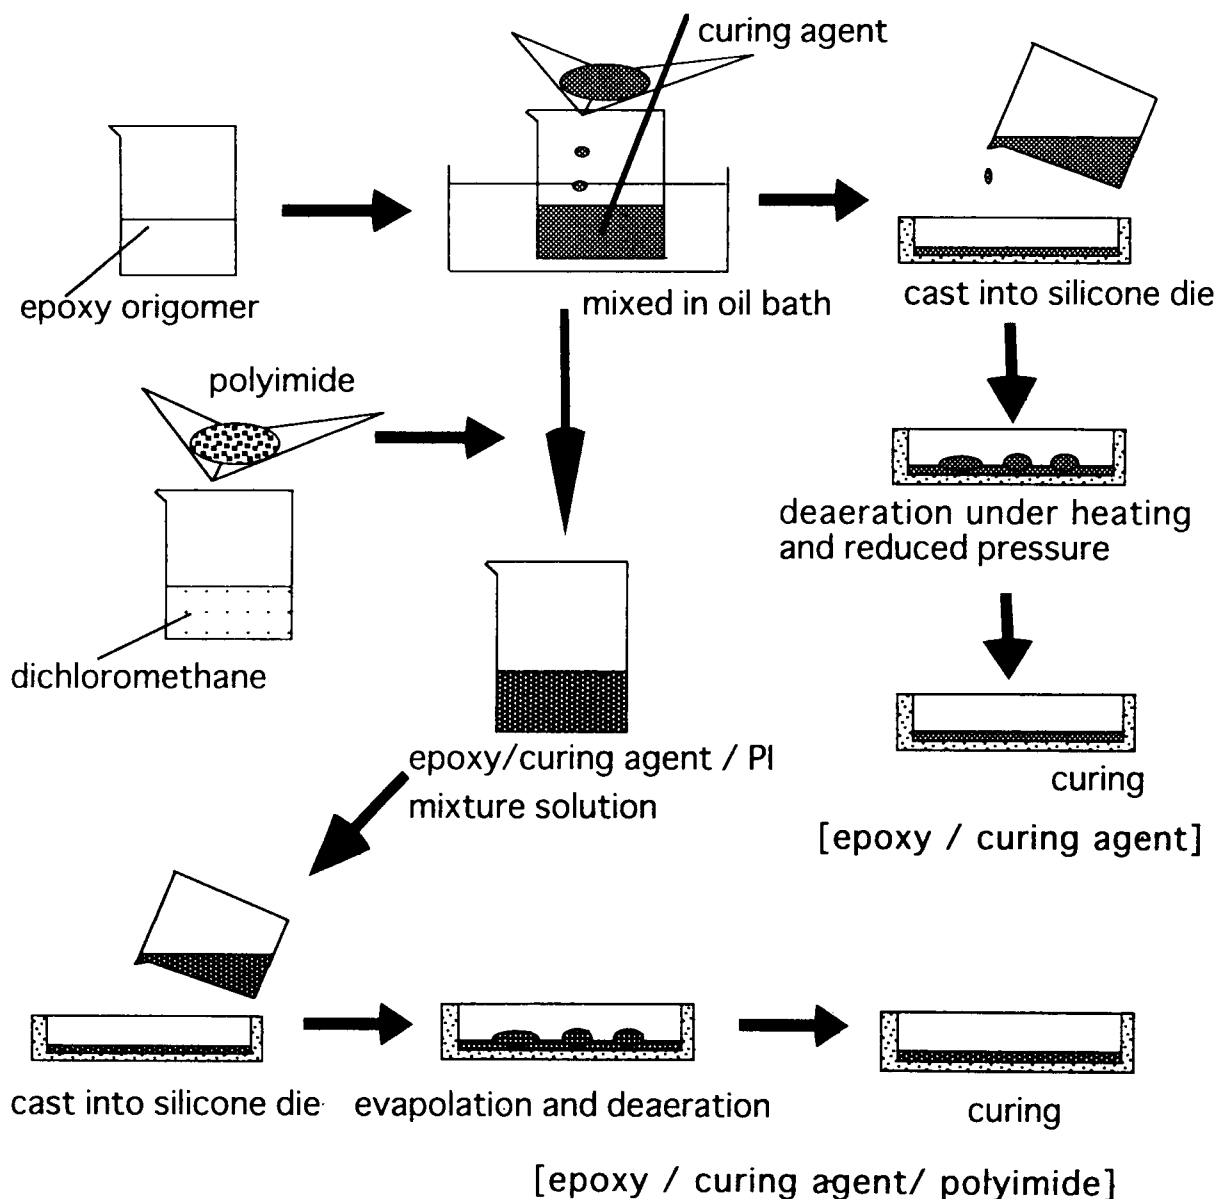 curing agent
epoxy origomer
mixed in oil bath
cast into silicone die
polyimide
deaeration under heating
and reduced pressure
dichloromethane
epoxy/curing agent / PI
mixture solution
curing
[epoxy / curing agent]
cast into silicone die
evapolation and deaeration
curing
[epoxy / curing agent/ polyimide]